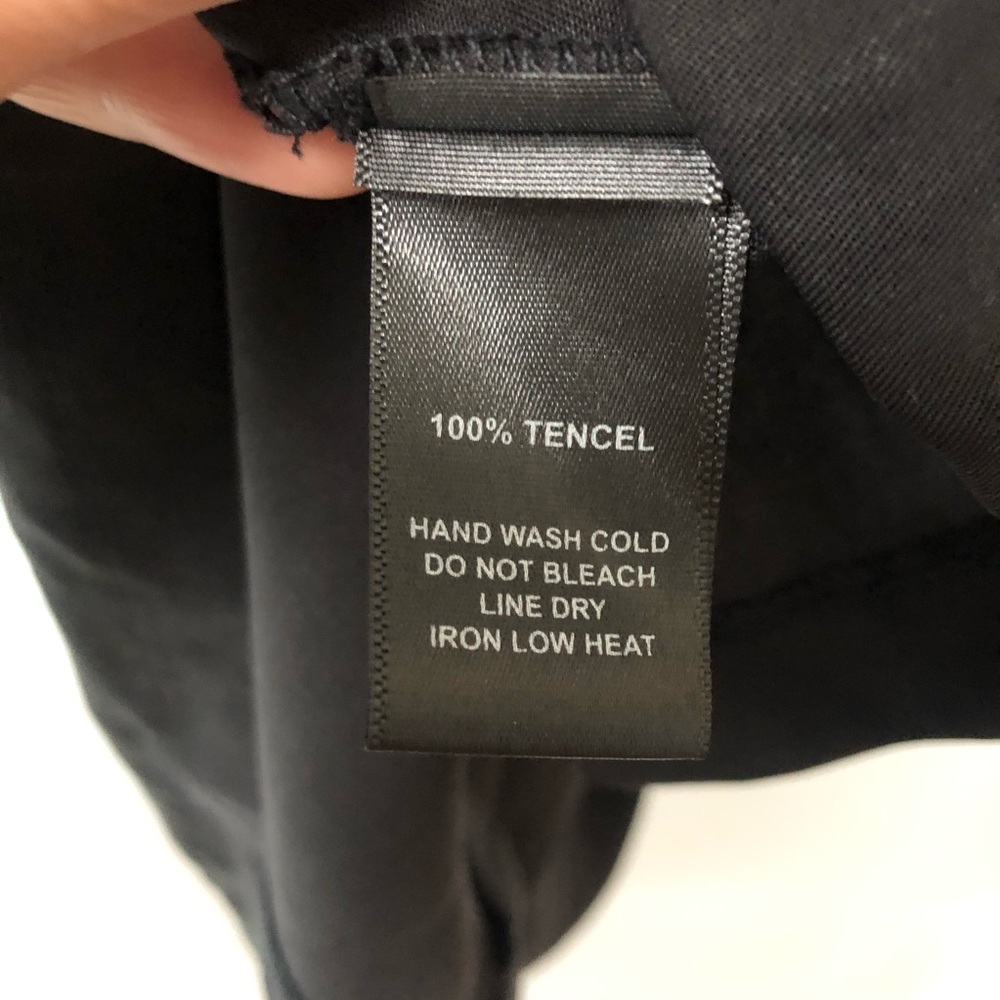 100% TENCEL
HAND WASH COLD
DO NOT BLEACH
LINE DRY
IRON LOW HEAT